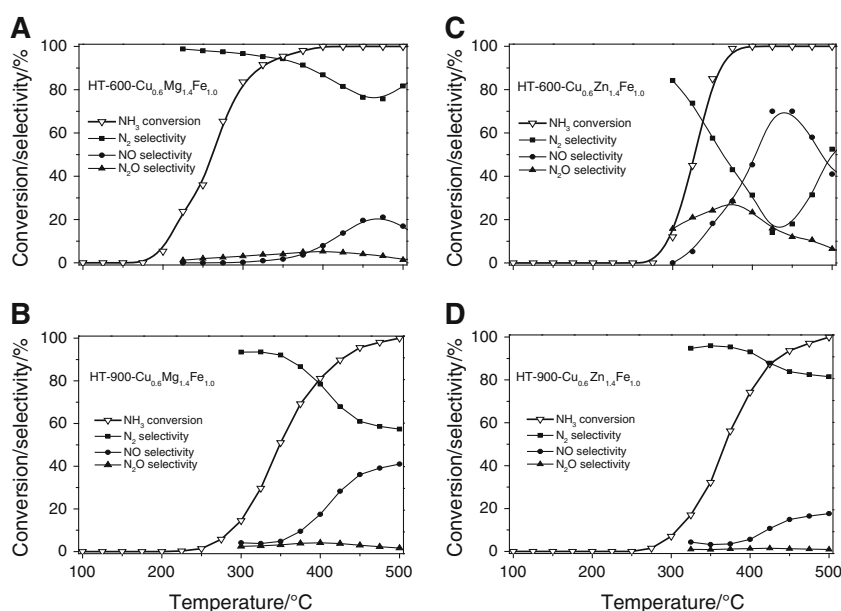 A
Conversion/selectivity/%
100
80
60
40
20
0
HT-600-Cu0.6Mg1.4Fe1.0
NH3 conversion
N2 selectivity
NO selectivity
N2O selectivity
C
Conversion/selectivity/%
100
80
60
40
20
0
HT-600-Cu0.6Zn1.4Fe1.0
NH3 conversion
N2 selectivity
NO selectivity
N2O selectivity
B
Conversion/selectivity/%
100
80
60
40
20
0
HT-900-Cu0.6Mg1.4Fe1.0
NH3 conversion
N2 selectivity
NO selectivity
N2O selectivity
100 200 300 400 500
Temperature/°C
D
Conversion/selectivity/%
100
80
60
40
20
0
HT-900-Cu0.6Zn1.4Fe1.0
NH3 conversion
N2 selectivity
NO selectivity
N2O selectivity
100 200 300 400 500
Temperature/°C